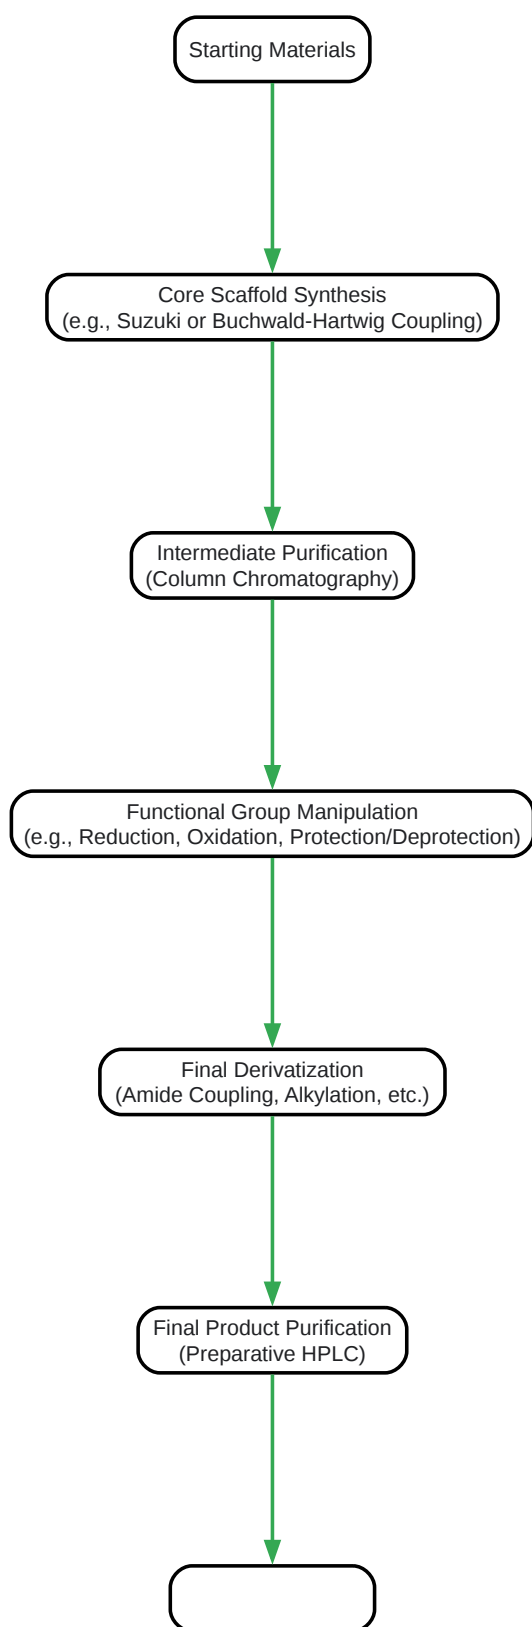 Starting Materials
Core Scaffold Synthesis
(e.g., Suzuki or Buchwald-Hartwig Coupling)
Intermediate Purification
(Column Chromatography)
Functional Group Manipulation
(e.g., Reduction, Oxidation, Protection/Deprotection)
Final Derivatization
(Amide Coupling, Alkylation, etc.)
Final Product Purification
(Preparative HPLC)